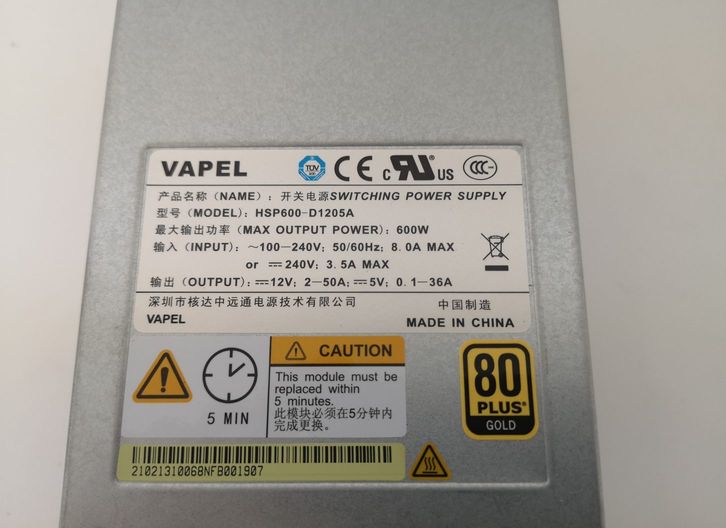 VAPEL TÜV CE c RU US CCC
产品名称（NAME）: 开关电源SWITCHING POWER SUPPLY
型号（MODEL）: HSP600-D1205A
最大输出功率（MAX OUTPUT POWER）: 600W
输入（INPUT）: ～100—240V; 50/60Hz; 8.0A MAX
or ⎓240V; 3.5A MAX
输出（OUTPUT）: ⎓12V; 2-50A; ⎓5V; 0.1-36A
深圳市核达中远通电源技术有限公司 中国制造
VAPEL MADE IN CHINA
5 MIN
CAUTION
This module must be
replaced within
5 minutes.
此模块必须在5分钟内
完成更换。
80
PLUS®
GOLD
21021310068NFB001907